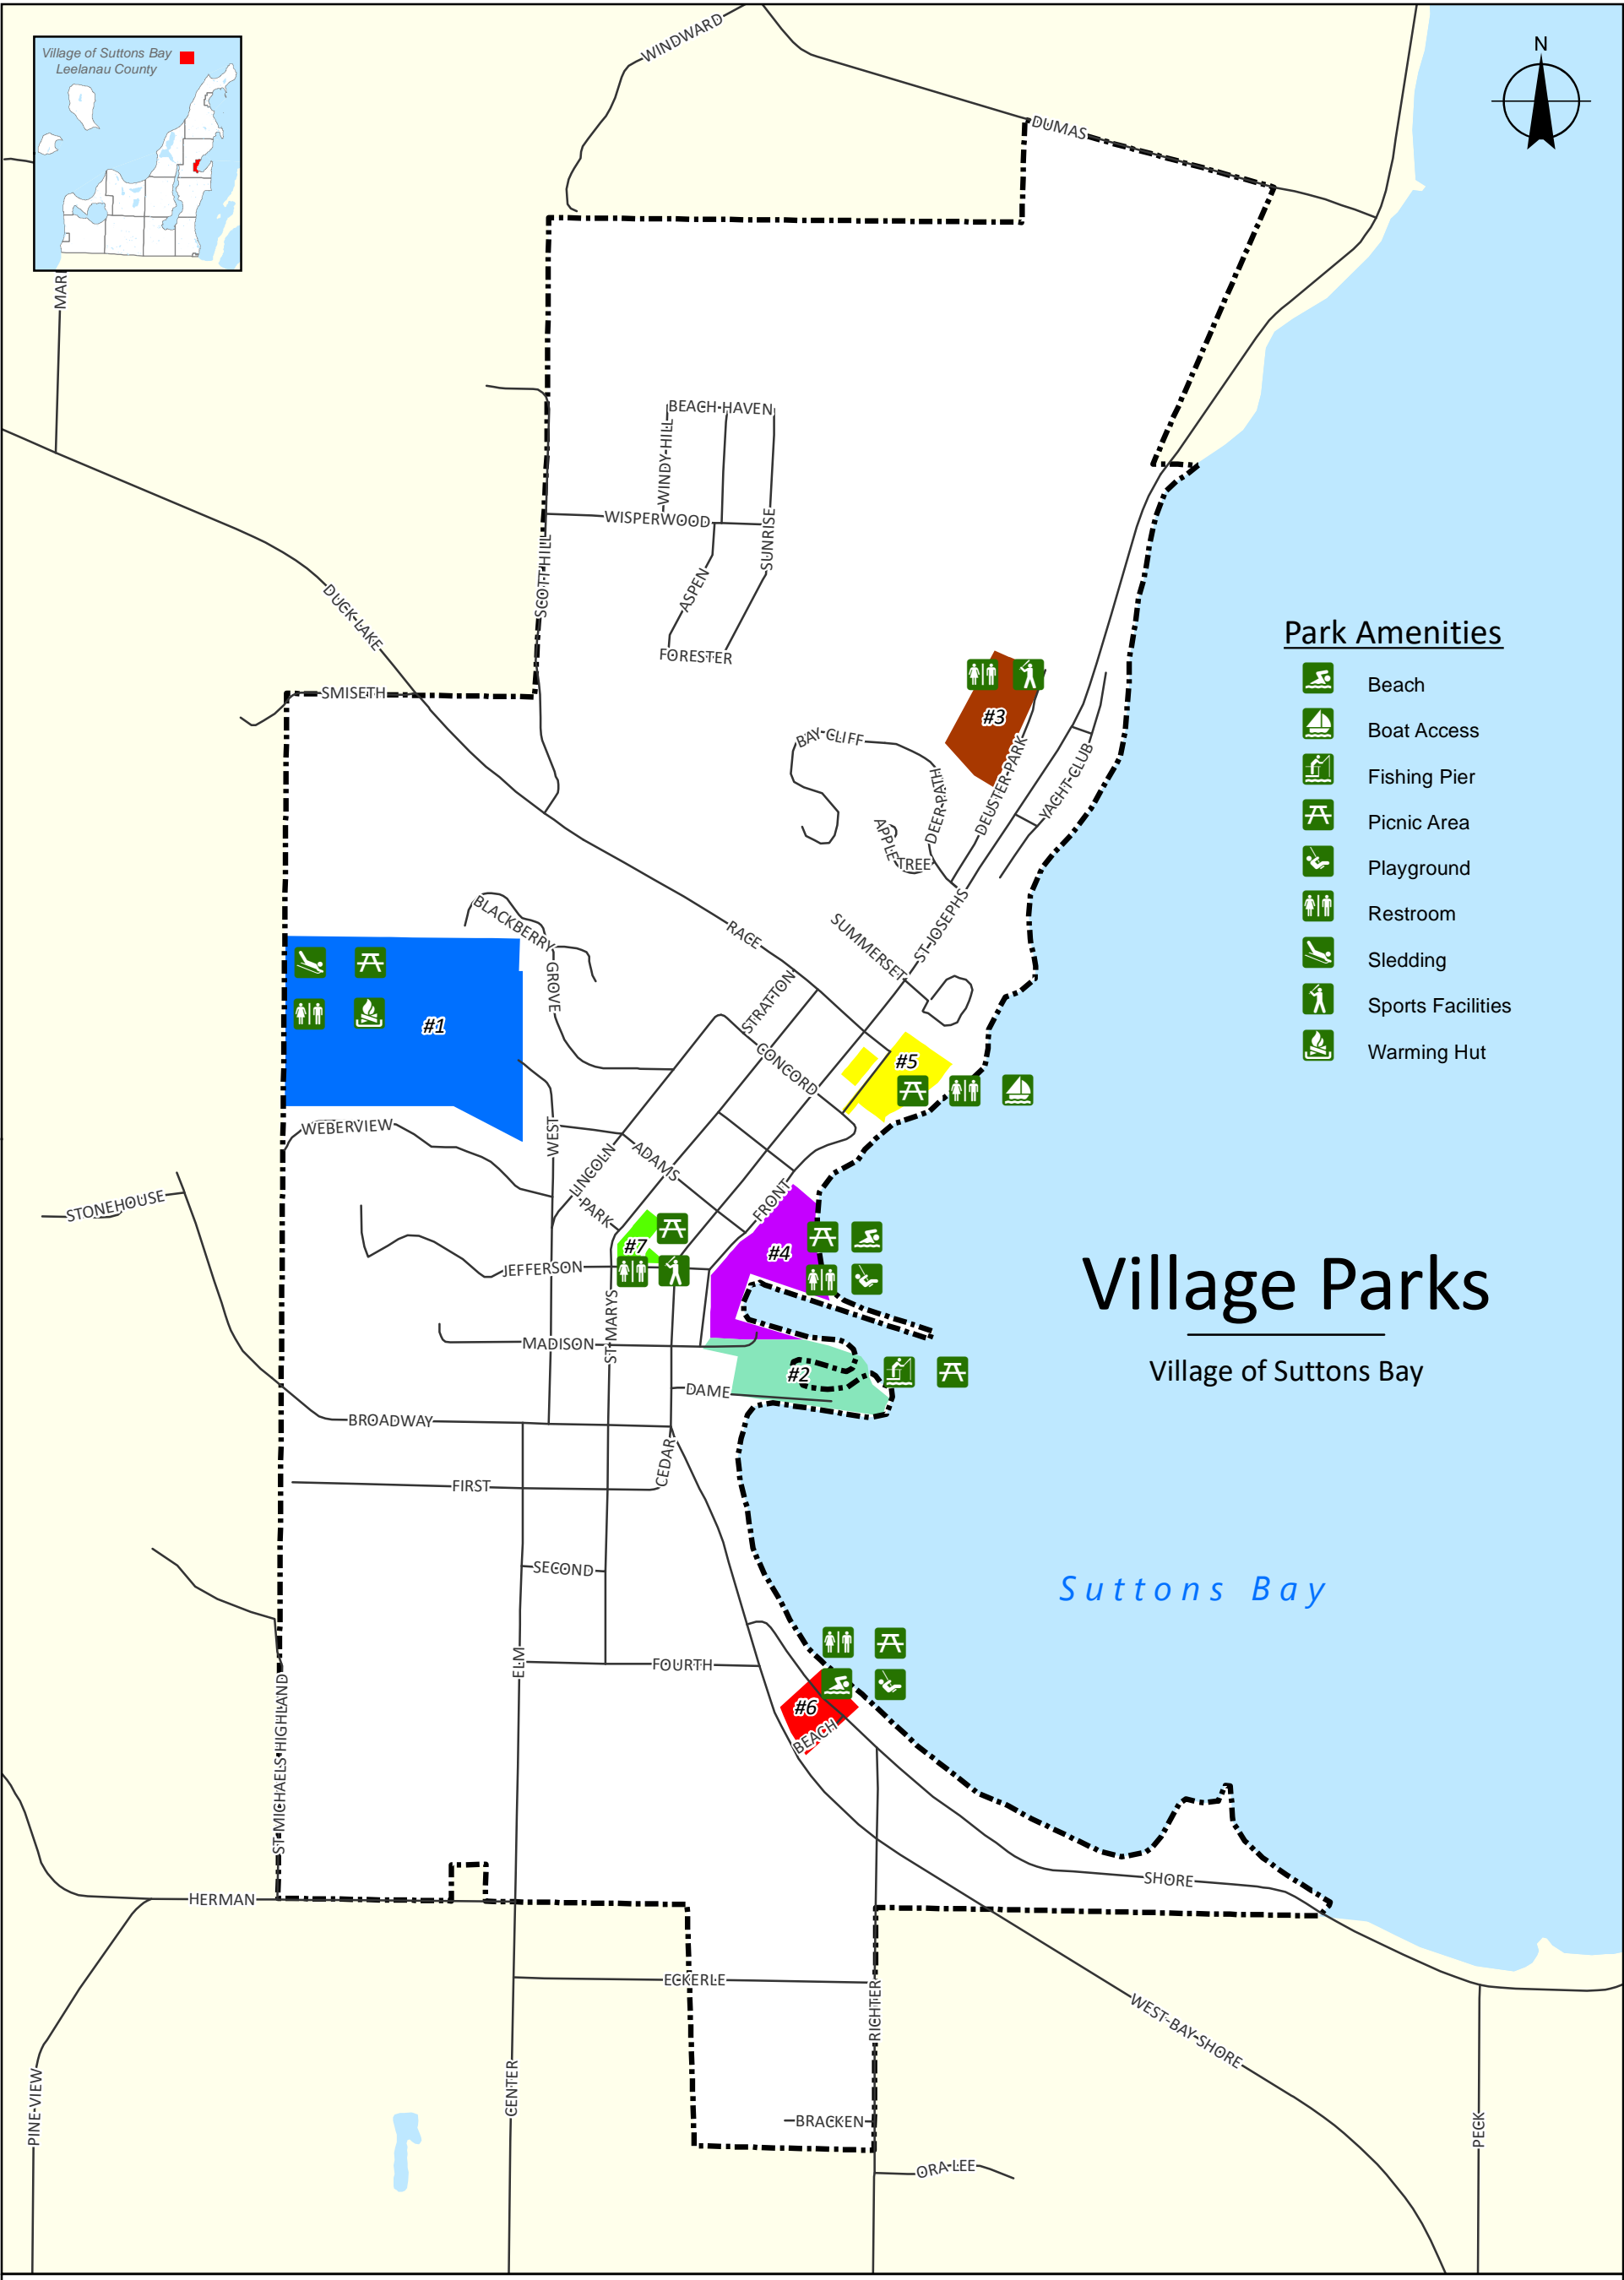 WINDWARD
Village of Suttons Bay
Leelanau County
N
DUMAS
MARI
BEACH HAVEN
WINDY HILL
WISPERWOOD
SUNRISE
SCOTT HILL
ASPEN
DUCK LAKE
FORESTER
SMISETH
Park Amenities
Beach
Boat Access
Fishing Pier
Picnic Area
Playground
Restroom
Sledding
Sports Facilities
Warming Hut
#3
BAY CLIFF
DEER PATH
DEUSTER PARK
YACHT CLUB
APPLE TREE
BLACKBERRY
GROVE
RACE
SUMMERSET
ST JOSEPHS
STRATTON
CONCORD
#1
#5
WEBERVIEW
WEST
ADAMS
LINCOLN
PARK
FRONT
STONEHOUSE
#7
#4
JEFFERSON
Village Parks
Village of Suttons Bay
ST MARYS
MADISON
#2
DAME
BROADWAY
CEDAR
FIRST
SECOND
Suttons Bay
ELM
FOURTH
#6
BEACH
ST MICHAELS HIGHLAND
SHORE
HERMAN
ECKERLE
RICHTER
WEST BAY SHORE
PINE VIEW
CENTER
BRACKEN
PECK
ORA LEE